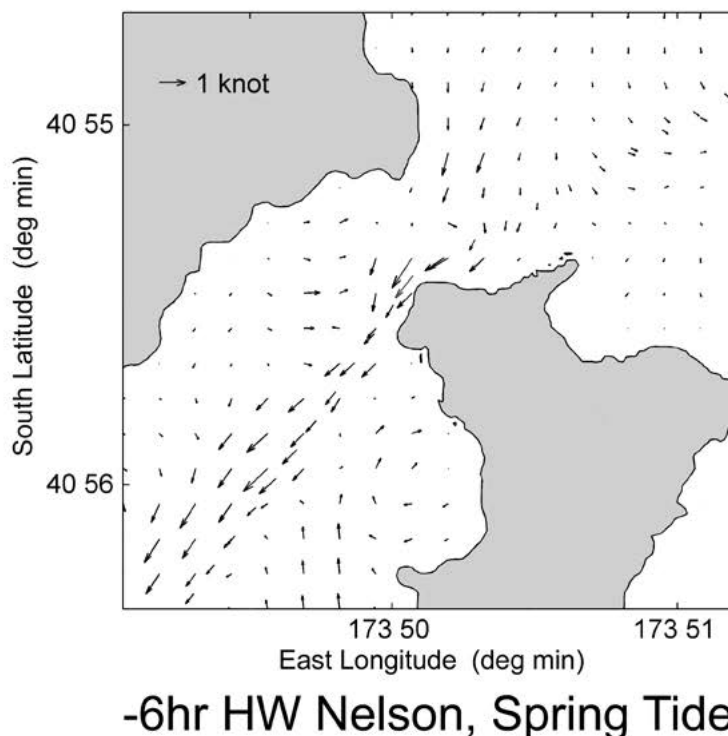 1 knot
40 55
South Latitude (deg min)
40 56
173 50
173 51
East Longitude (deg min)
-6hr HW Nelson, Spring Tide